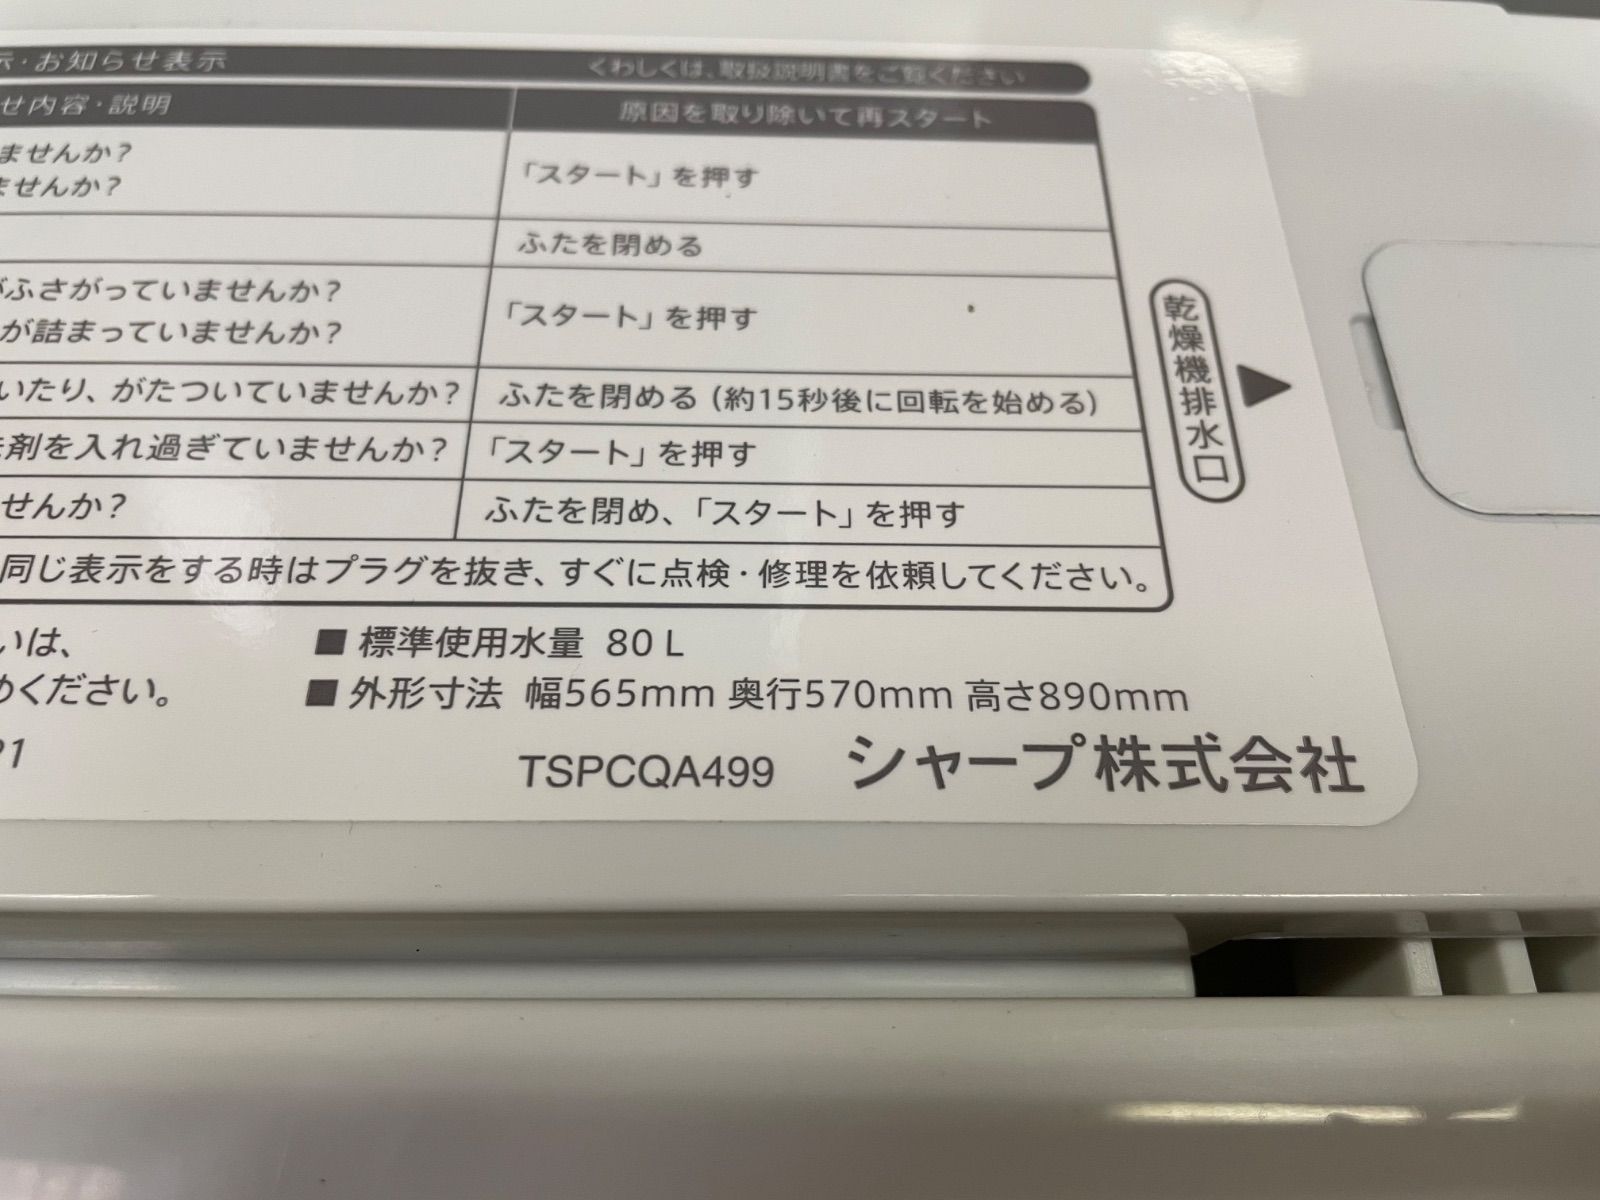 示・お知らせ表示 くわしくは、取扱説明書をご覧ください
せ内容・説明 原因を取り除いて再スタート
ませんか?
ませんか?
「スタート」を押す
ふたを閉める
がふさがっていませんか?
が詰まっていませんか?
「スタート」を押す
いたり、がたついていませんか? ふたを閉める(約15秒後に回転を始める)
剤を入れ過ぎていませんか? 「スタート」を押す
せんか? ふたを閉め、「スタート」を押す
同じ表示をする時はプラグを抜き、すぐに点検・修理を依頼してください。
乾燥機排水口
いは、
めください。
■ 標準使用水量 80 L
■ 外形寸法 幅565mm 奥行570mm 高さ890mm
1
TSPCQA499 シャープ株式会社